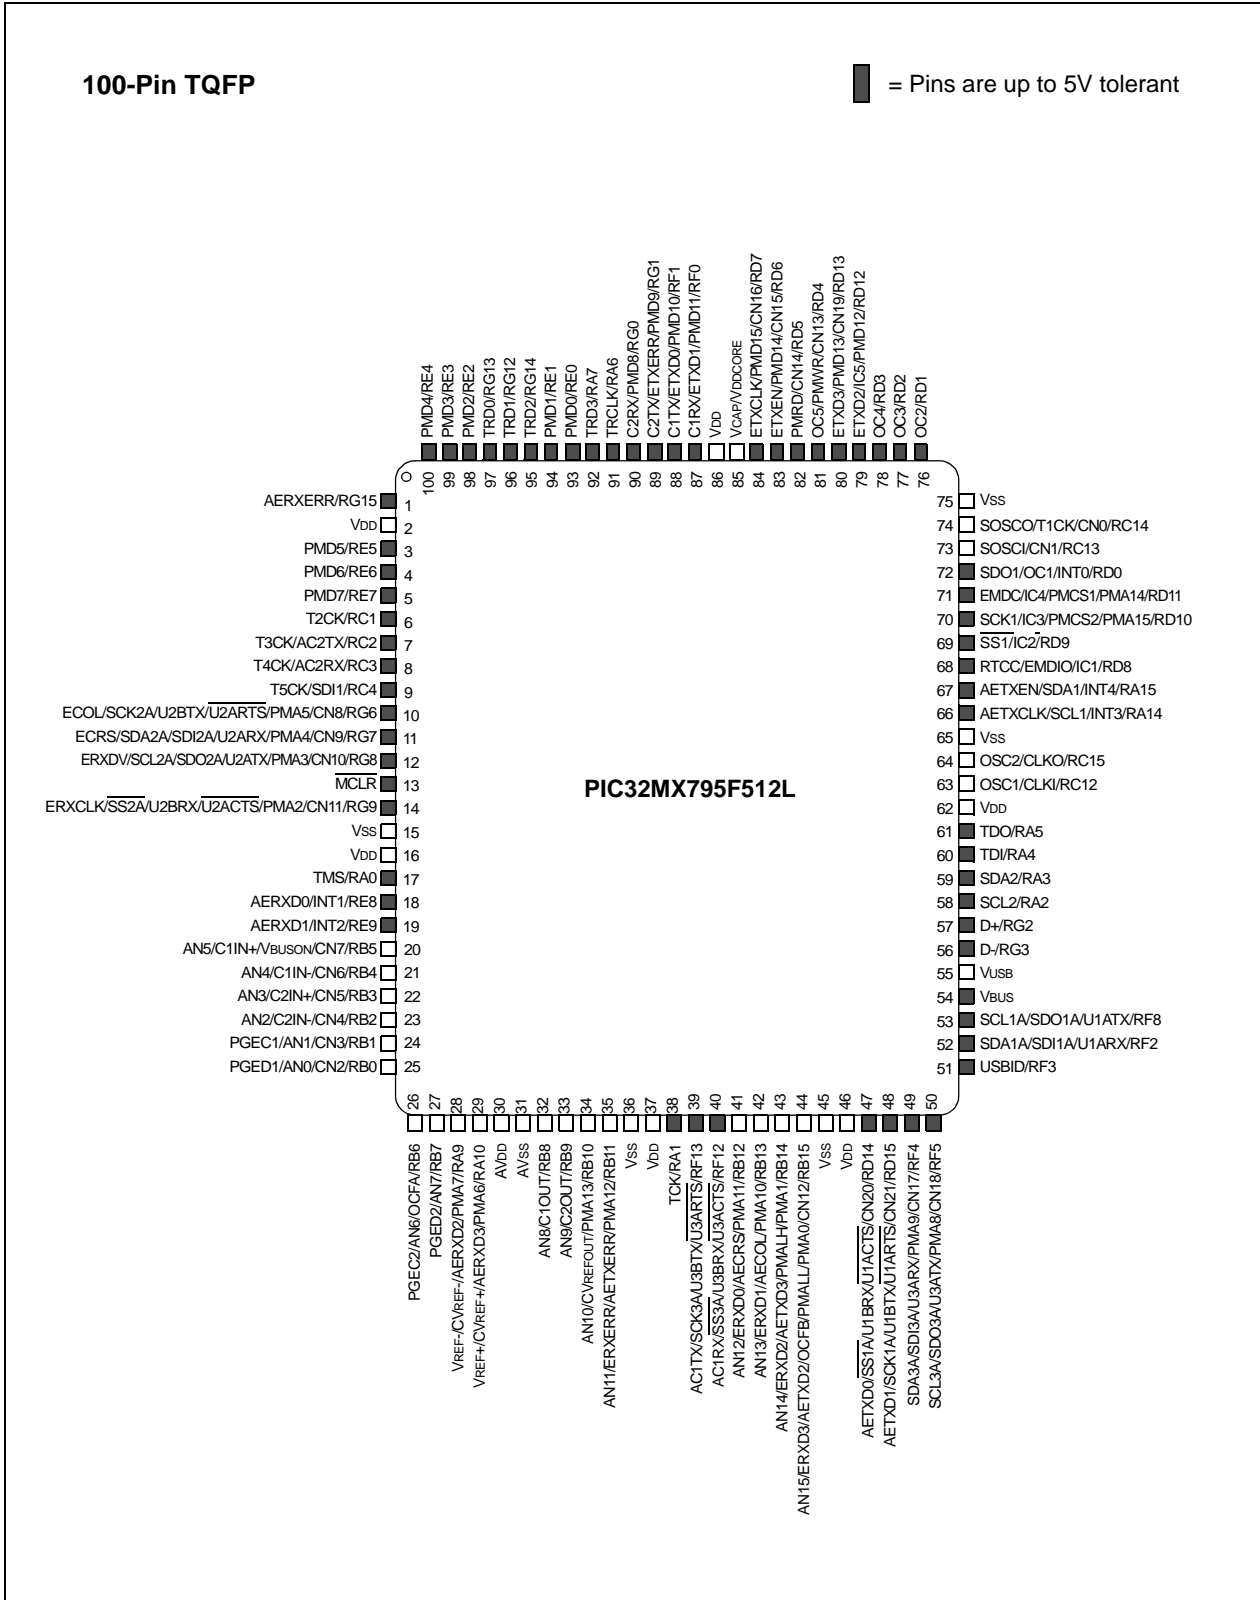 100-Pin TQFP
= Pins are up to 5V tolerant
PMD4/RE4
PMD3/RE3
PMD2/RE2
TRD0/RG13
TRD1/RG12
TRD2/RG14
PMD1/RE1
PMD0/RE0
TRD3/RA7
TRCLK/RA6
C2RX/PMD8/RG0
C2TX/ETXERR/PMD9/RG1
C1TX/ETXD0/PMD10/RF1
C1RX/ETXD1/PMD11/RF0
VDD
VCAP/VDDCORE
ETXCLK/PMD15/CN16/RD7
ETXEN/PMD14/CN15/RD6
PMRD/CN14/RD5
OC5/PMWR/CN13/RD4
ETXD3/PMD13/CN19/RD13
ETXD2/IC5/PMD12/RD12
OC4/RD3
OC3/RD2
OC2/RD1
100
99
98
97
96
95
94
93
92
91
90
89
88
87
86
85
84
83
82
81
80
79
78
77
76
AERXERR/RG15 1
VDD 2
PMD5/RE5 3
PMD6/RE6 4
PMD7/RE7 5
T2CK/RC1 6
T3CK/AC2TX/RC2 7
T4CK/AC2RX/RC3 8
T5CK/SDI1/RC4 9
ECOL/SCK2A/U2BTX/U2ARTS/PMA5/CN8/RG6 10
ECRS/SDA2A/SDI2A/U2ARX/PMA4/CN9/RG7 11
ERXDV/SCL2A/SDO2A/U2ATX/PMA3/CN10/RG8 12
MCLR 13
ERXCLK/SS2A/U2BRX/U2ACTS/PMA2/CN11/RG9 14
VSS 15
VDD 16
TMS/RA0 17
AERXD0/INT1/RE8 18
AERXD1/INT2/RE9 19
AN5/C1IN+/VBUSON/CN7/RB5 20
AN4/C1IN-/CN6/RB4 21
AN3/C2IN+/CN5/RB3 22
AN2/C2IN-/CN4/RB2 23
PGEC1/AN1/CN3/RB1 24
PGED1/AN0/CN2/RB0 25
PIC32MX795F512L
75 VSS
74 SOSCO/T1CK/CN0/RC14
73 SOSCI/CN1/RC13
72 SDO1/OC1/INT0/RD0
71 EMDC/IC4/PMCS1/PMA14/RD11
70 SCK1/IC3/PMCS2/PMA15/RD10
69 SS1/IC2/RD9
68 RTCC/EMDIO/IC1/RD8
67 AETXEN/SDA1/INT4/RA15
66 AETXCLK/SCL1/INT3/RA14
65 VSS
64 OSC2/CLKO/RC15
63 OSC1/CLKI/RC12
62 VDD
61 TDO/RA5
60 TDI/RA4
59 SDA2/RA3
58 SCL2/RA2
57 D+/RG2
56 D-/RG3
55 VUSB
54 VBUS
53 SCL1A/SDO1A/U1ATX/RF8
52 SDA1A/SDI1A/U1ARX/RF2
51 USBID/RF3
26
27
28
29
30
31
32
33
34
35
36
37
38
39
40
41
42
43
44
45
46
47
48
49
50
PGEC2/AN6/OCFA/RB6
PGED2/AN7/RB7
VREF-/CVREF-/AERXD2/PMA7/RA9
VREF+/CVREF+/AERXD3/PMA6/RA10
AVDD
AVSS
AN8/C1OUT/RB8
AN9/C2OUT/RB9
AN10/CVREFOUT/PMA13/RB10
AN11/ERXERR/AETXERR/PMA12/RB11
VSS
VDD
TCK/RA1
AC1TX/SCK3A/U3BTX/U3ARTS/RF13
AC1RX/SS3A/U3BRX/U3ACTS/RF12
AN12/ERXD0/AECRS/PMA11/RB12
AN13/ERXD1/AECOL/PMA10/RB13
AN14/ERXD2/AETXD3/PMALH/PMA1/RB14
AN15/ERXD3/AETXD2/OCFB/PMALL/PMA0/CN12/RB15
VSS
VDD
AETXD0/SS1A/U1BRX/U1ACTS/CN20/RD14
AETXD1/SCK1A/U1BTX/U1ARTS/CN21/RD15
SDA3A/SDI3A/U3ARX/PMA9/CN17/RF4
SCL3A/SDO3A/U3ATX/PMA8/CN18/RF5